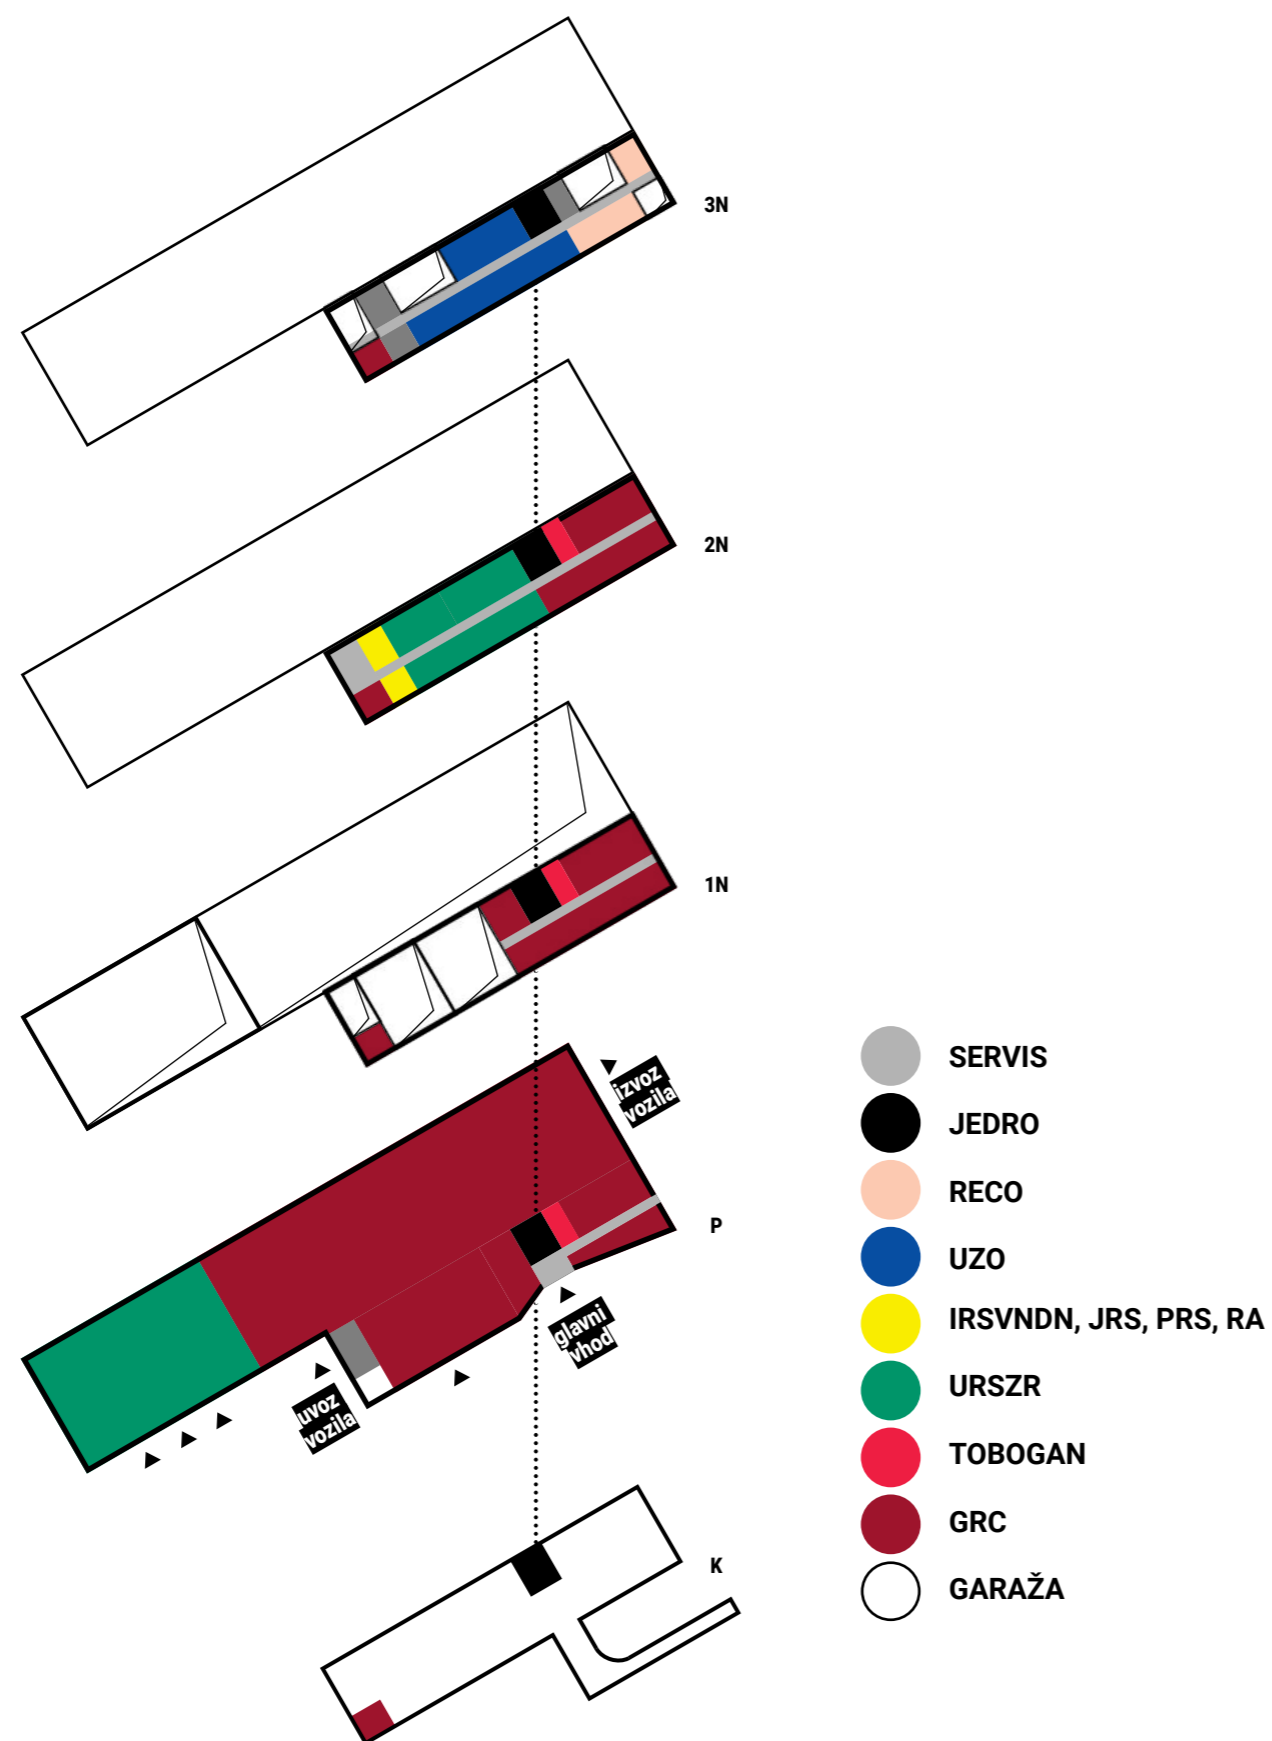 3N
2N
1N
izvoz
vozila
P
glavni
vhod
uvoz
vozila
K
SERVIS
JEDRO
RECO
UZO
IRSVNDN, JRS, PRS, RA
URSZR
TOBOGAN
GRC
GARAŽA